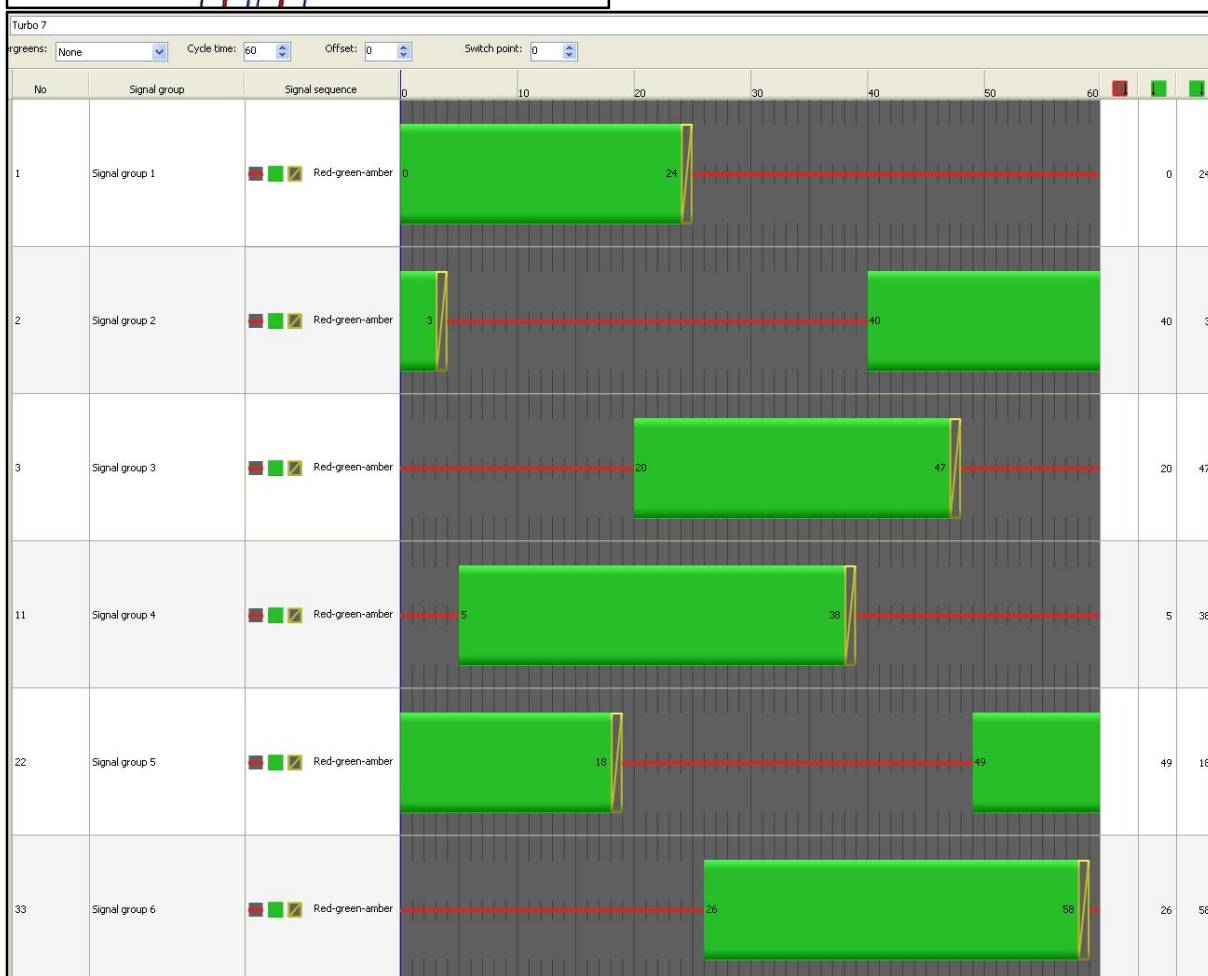 Turbo 7
rgreens: None Cycle time: 60 Offset: 0 Switch point: 0
No Signal group Signal sequence 0 10 20 30 40 50 60
1 Signal group 1 Red-green-amber 0 24 0 24
2 Signal group 2 Red-green-amber 3 40 40 3
3 Signal group 3 Red-green-amber 20 47 20 47
11 Signal group 4 Red-green-amber 5 38 5 38
22 Signal group 5 Red-green-amber 18 49 49 18
33 Signal group 6 Red-green-amber 26 58 26 58